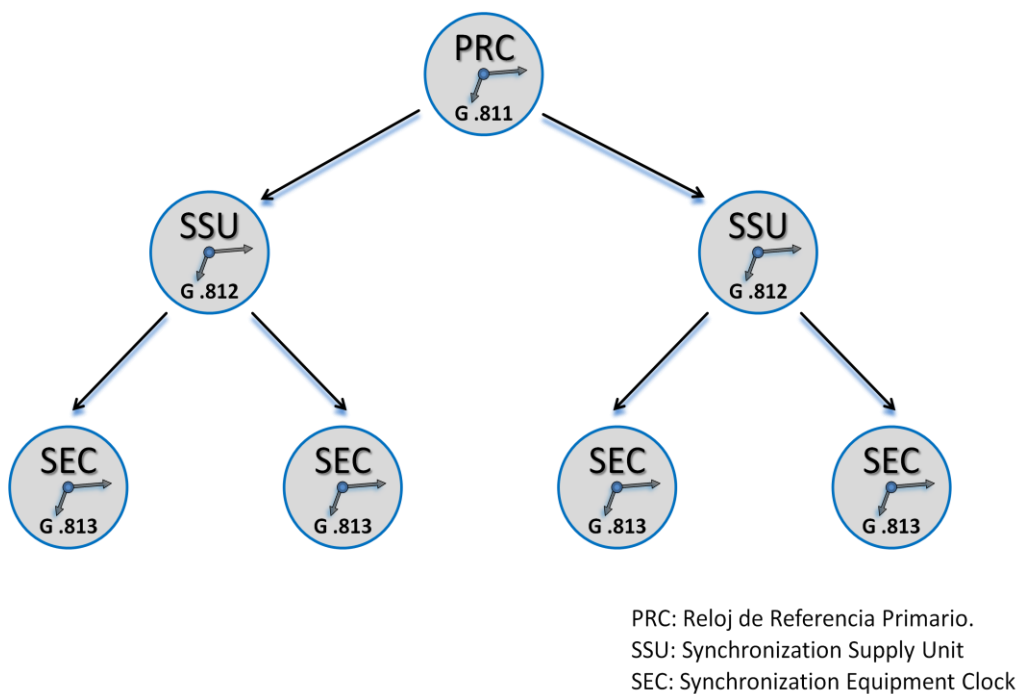 PRC
G .811
SSU
G .812
SSU
G .812
SEC
G .813
SEC
G .813
SEC
G .813
SEC
G .813
PRC: Reloj de Referencia Primario.
SSU: Synchronization Supply Unit
SEC: Synchronization Equipment Clock